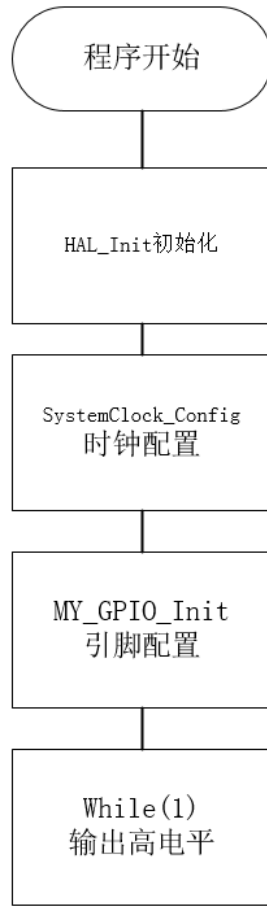 程序开始
HAL_Init初始化
SystemClock_Config
时钟配置
MY_GPIO_Init
引脚配置
While(1)
输出高电平